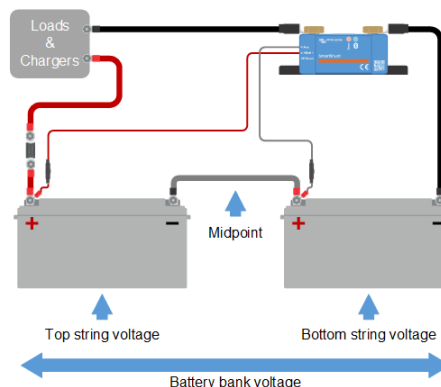 Loads
&
Chargers
Midpoint
+
−
+
−
Top string voltage
Bottom string voltage
Battery bank voltage